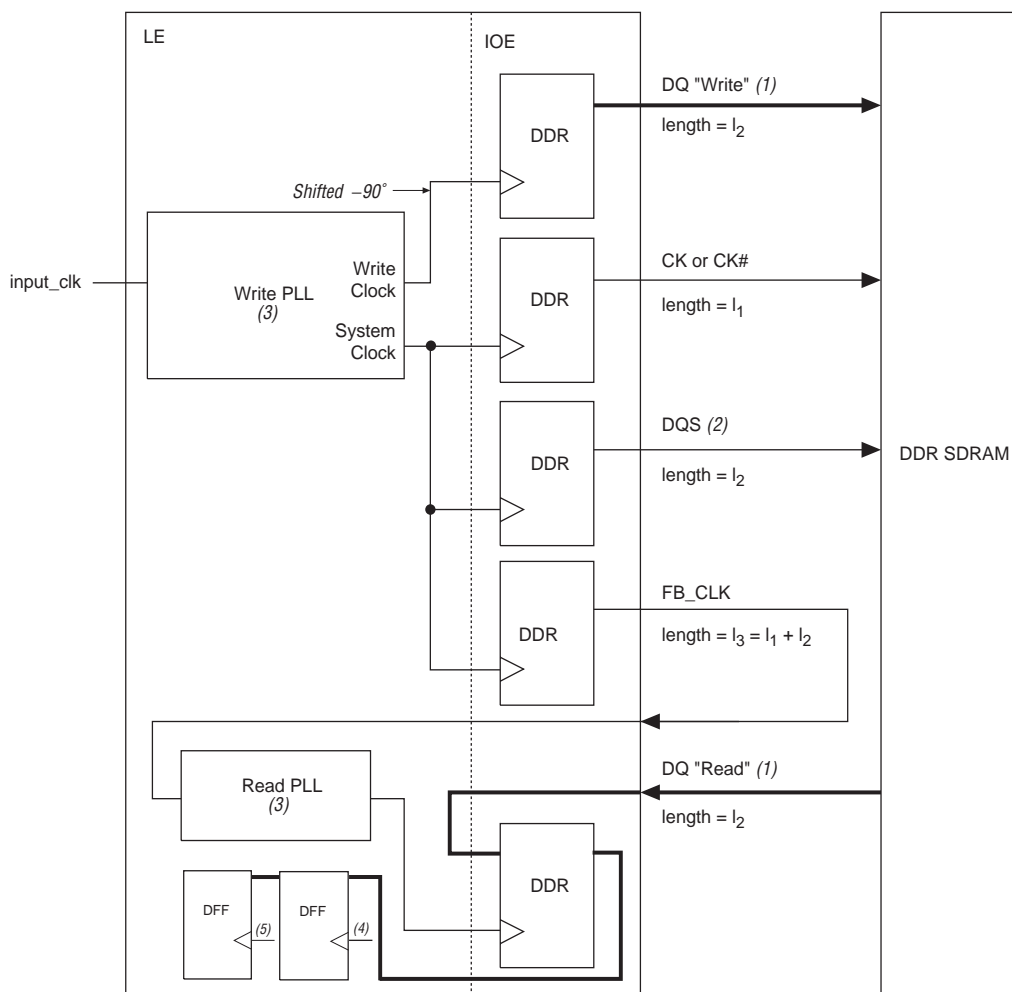 LE
IOE
DQ "Write" (1)
DDR
length = l2
Shifted –90°
CK or CK#
Write
Clock
input_clk
Write PLL
(3)
DDR
length = l1
System
Clock
DQS (2)
DDR
DDR SDRAM
length = l2
FB_CLK
DDR
length = l3 = l1 + l2
DQ "Read" (1)
Read PLL
(3)
length = l2
DDR
DFF
(5)
DFF
(4)